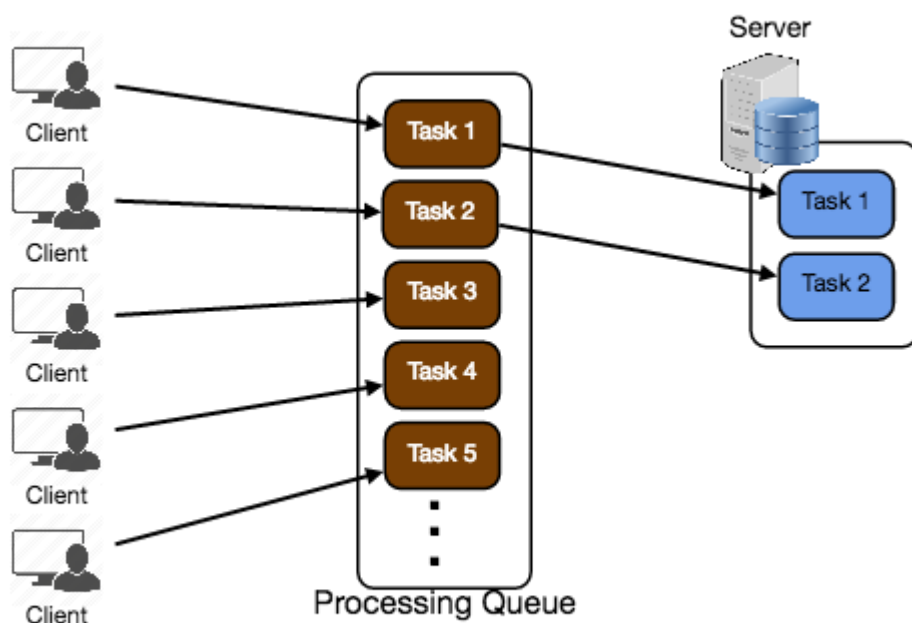 Server
Client
Client
Client
Client
Client
Task 1
Task 2
Task 3
Task 4
Task 5
Processing Queue
Task 1
Task 2